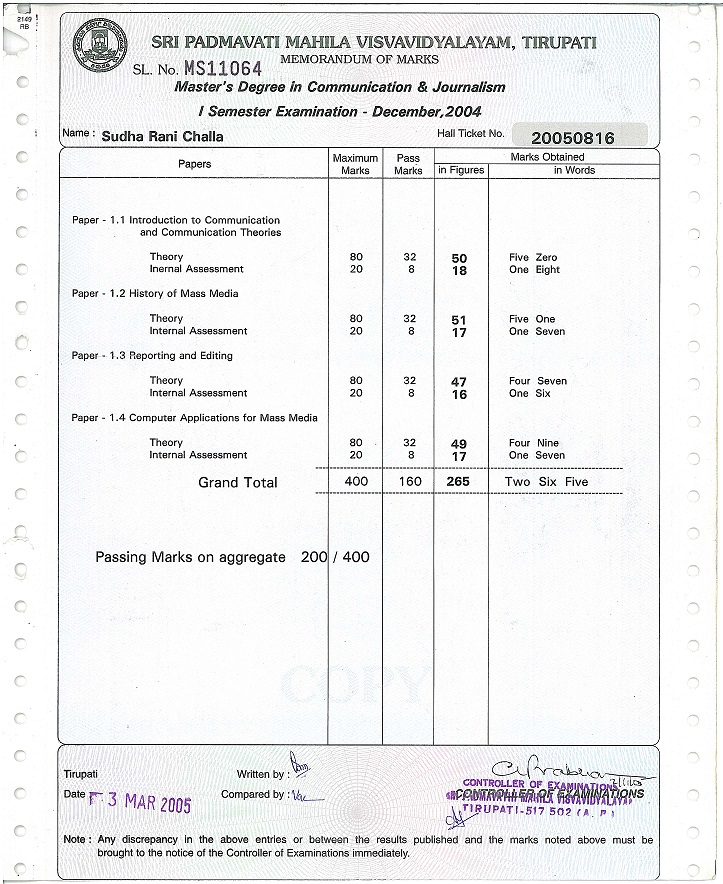 2149
RB
SRI PADMAVATI MAHILA VISVAVIDYALAYAM, TIRUPATI
MEMORANDUM OF MARKS
SL. No. MS11064
Master's Degree in Communication & Journalism
I Semester Examination - December,2004
Name : Sudha Rani Challa Hall Ticket No. 20050816
Papers Maximum Marks Pass Marks Marks Obtained
in Figures in Words
Paper - 1.1 Introduction to Communication
and Communication Theories
Theory 80 32 50 Five Zero
Inernal Assessment 20 8 18 One Eight
Paper - 1.2 History of Mass Media
Theory 80 32 51 Five One
Internal Assessment 20 8 17 One Seven
Paper - 1.3 Reporting and Editing
Theory 80 32 47 Four Seven
Internal Assessment 20 8 16 One Six
Paper - 1.4 Computer Applications for Mass Media
Theory 80 32 49 Four Nine
Internal Assessment 20 8 17 One Seven
Grand Total 400 160 265 Two Six Five
Passing Marks on aggregate 200 / 400
COPY
Tirupati Written by :
Date 3 MAR 2005 Compared by :
CONTROLLER OF EXAMINATIONS
CONTROLLER OF EXAMINATIONS
SRI PADMAVATHI MAHILA VISVAVIDYALAYAM
TIRUPATI-517 502 (A. P.)
Note : Any discrepancy in the above entries or between the results published and the marks noted above must be
brought to the notice of the Controller of Examinations immediately.